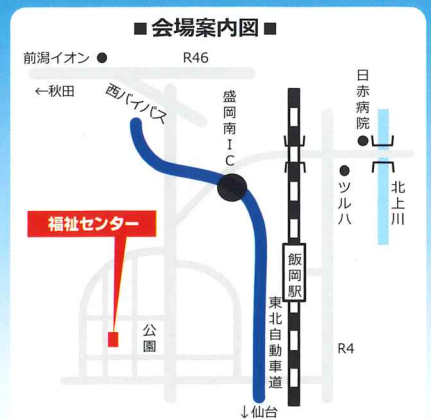 ■会場案内図■
前潟イオン
R46
←秋田
西バイパス
盛岡南IC
日赤病院
ツルハ
北上川
福祉センター
飯岡駅
公園
東北自動車道
R4
↓仙台